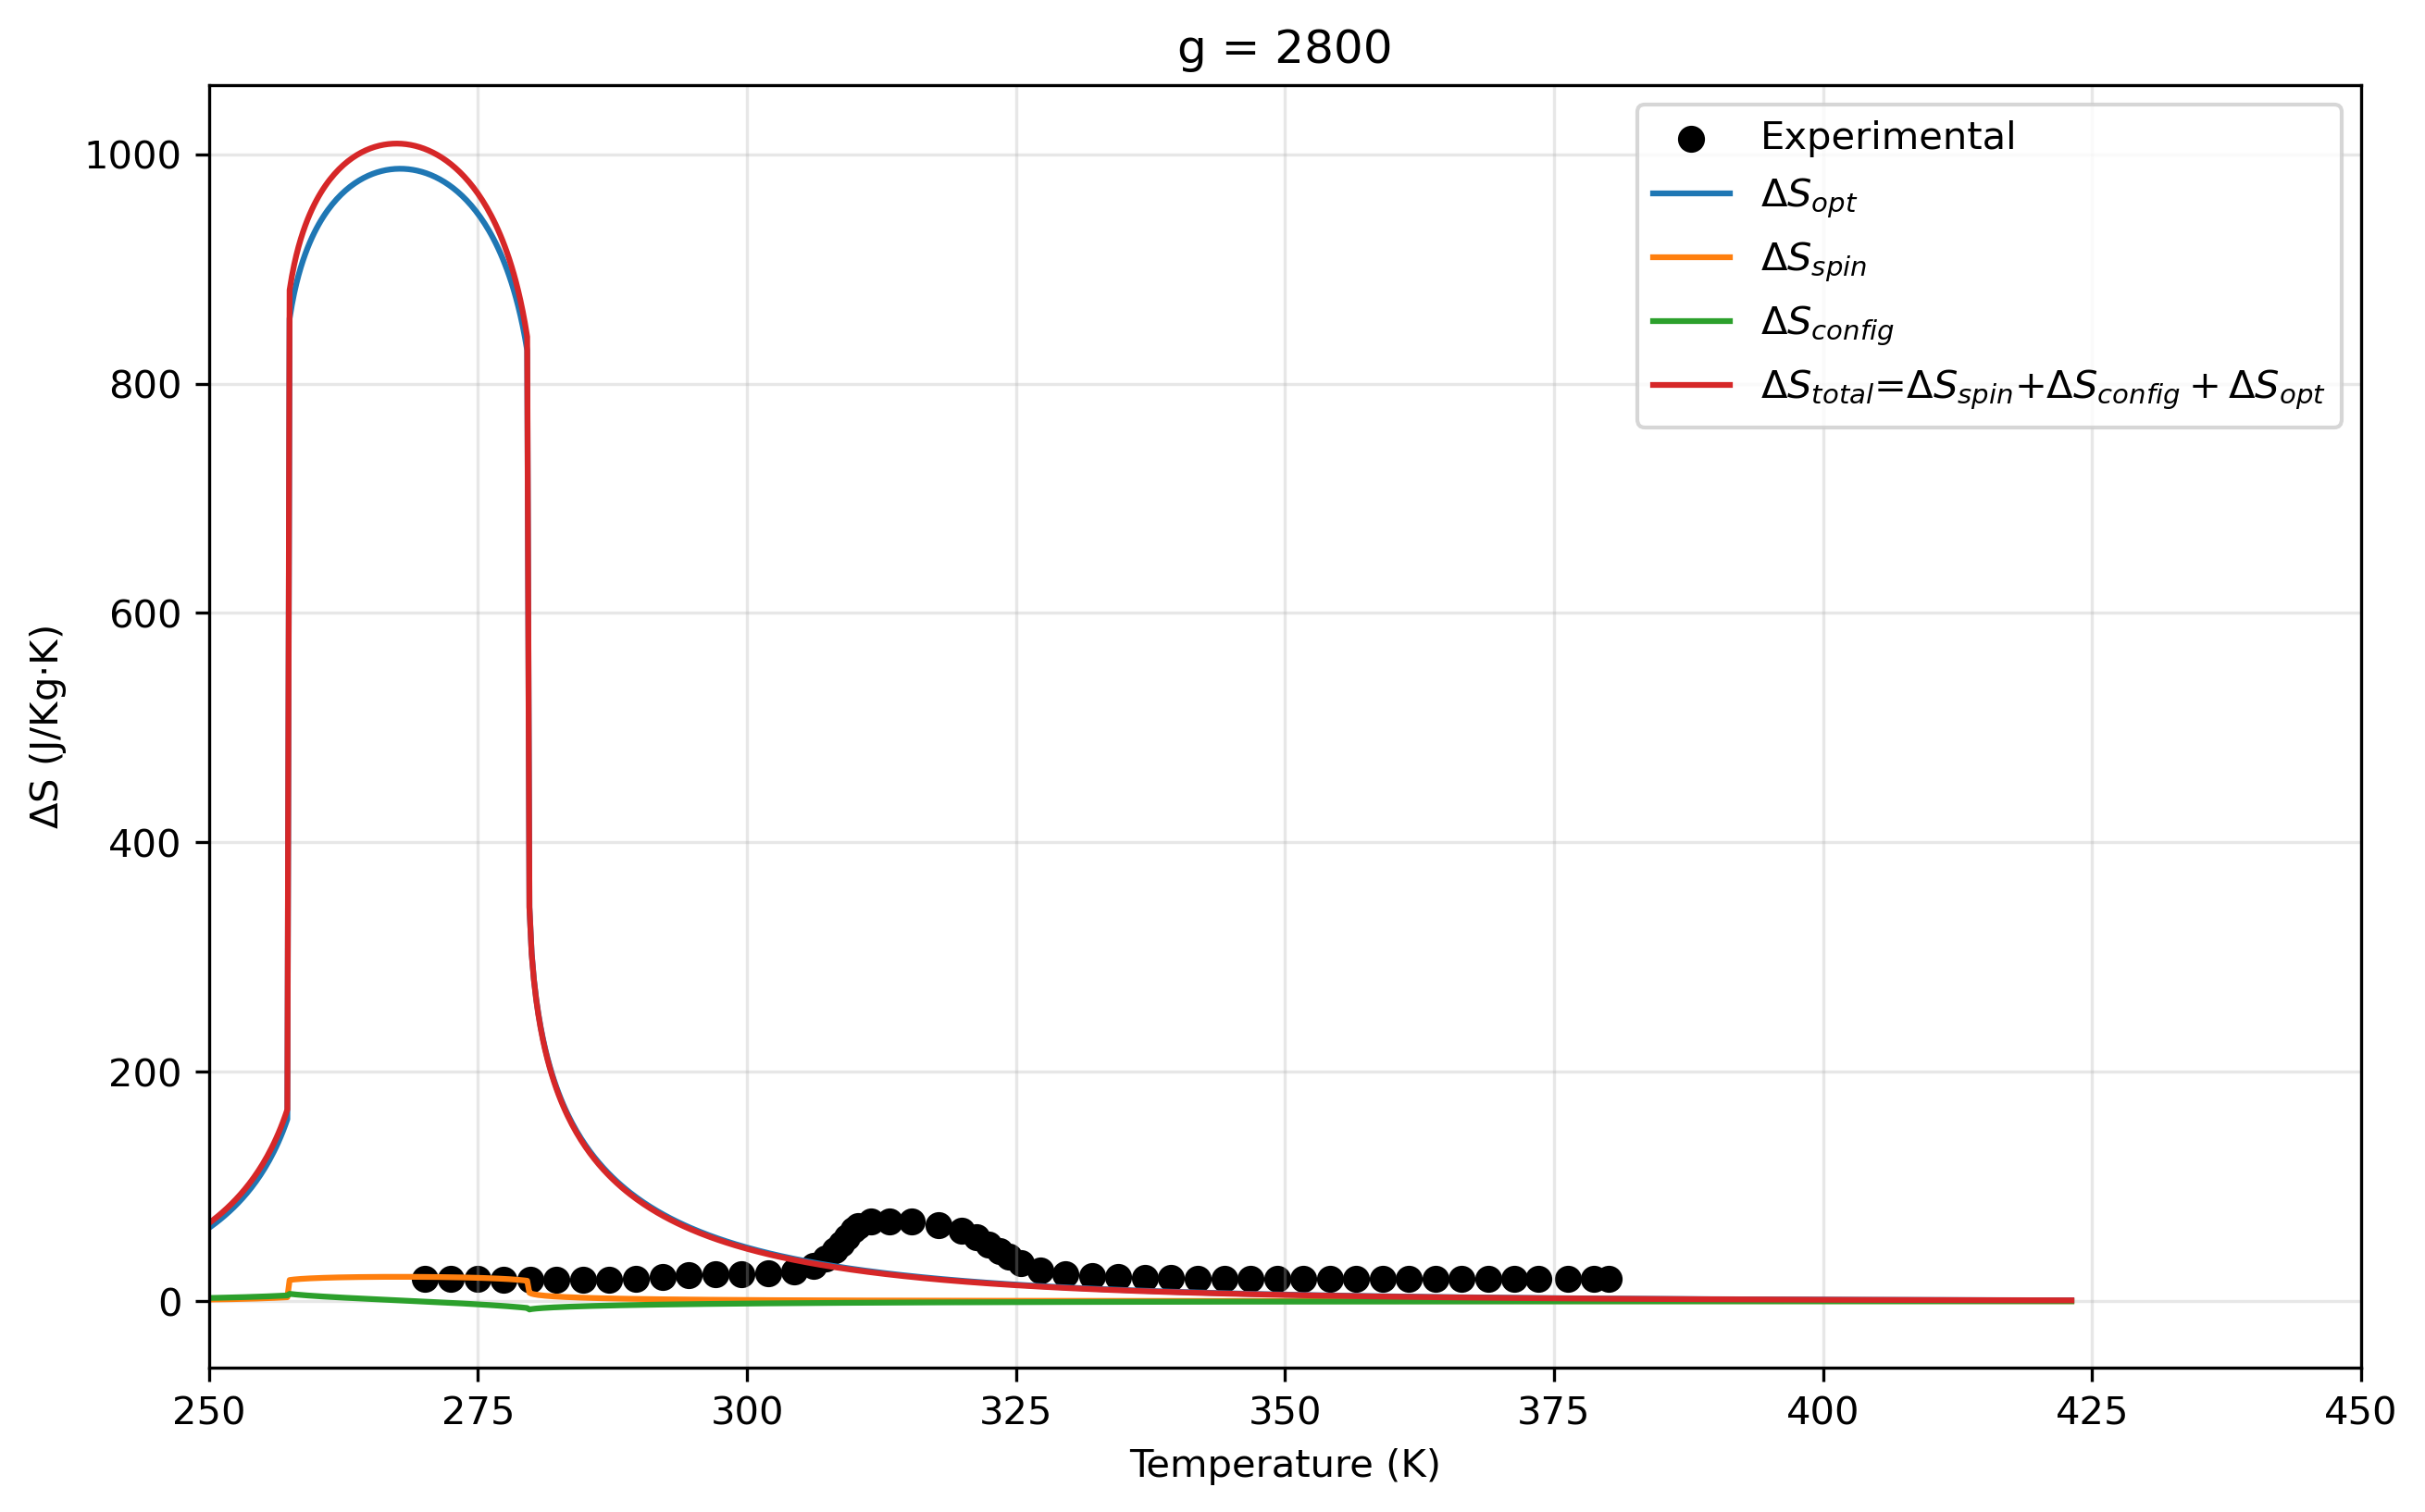 g = 2800
1000
800
600
400
200
0
ΔS (J/Kg·K)
Experimental
ΔS_opt
ΔS_spin
ΔS_config
ΔS_total=ΔS_spin+ΔS_config + ΔS_opt
250 275 300 325 350 375 400 425 450
Temperature (K)